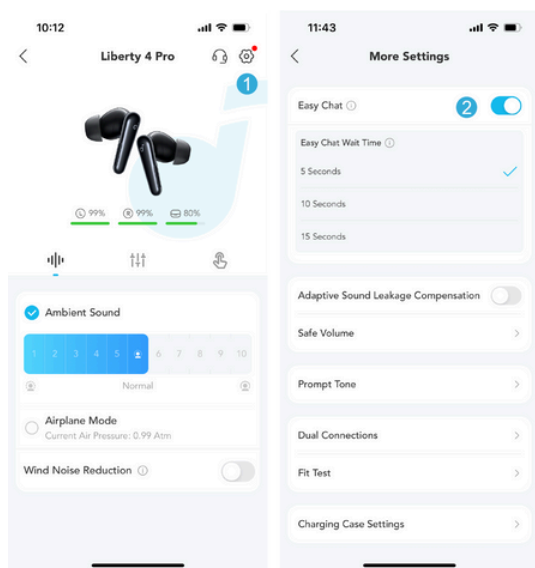 10:12
Liberty 4 Pro
1
L 99% R 99% 80%
Ambient Sound
1 2 3 4 5 6 7 8 9 10
Normal
Airplane Mode
Current Air Pressure: 0.99 Atm
Wind Noise Reduction
11:43
More Settings
Easy Chat
2
Easy Chat Wait Time
5 Seconds
10 Seconds
15 Seconds
Adaptive Sound Leakage Compensation
Safe Volume
Prompt Tone
Dual Connections
Fit Test
Charging Case Settings